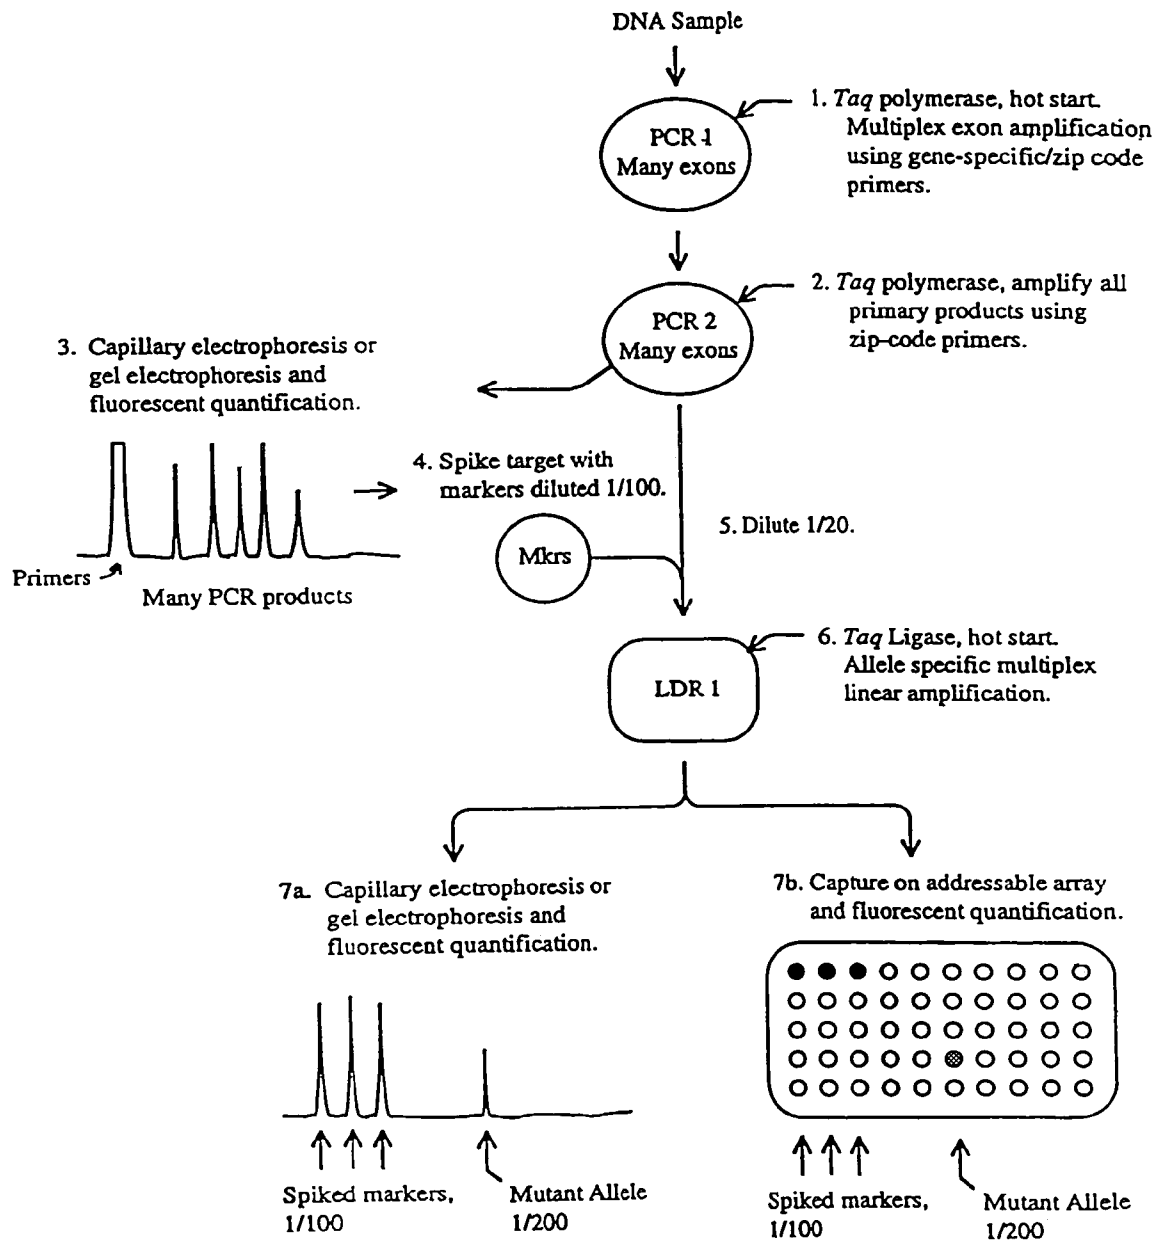 DNA Sample
PCR 1
Many exons
1. Taq polymerase, hot start.
Multiplex exon amplification
using gene-specific/zip code
primers.
PCR 2
Many exons
2. Taq polymerase, amplify all
primary products using
zip-code primers.
3. Capillary electrophoresis or
gel electrophoresis and
fluorescent quantification.
Primers
Many PCR products
4. Spike target with
markers diluted 1/100.
Mkrs
5. Dilute 1/20.
LDR 1
6. Taq Ligase, hot start.
Allele specific multiplex
linear amplification.
7a. Capillary electrophoresis or
gel electrophoresis and
fluorescent quantification.
Spiked markers,
1/100
Mutant Allele
1/200
7b. Capture on addressable array
and fluorescent quantification.
Spiked markers,
1/100
Mutant Allele
1/200